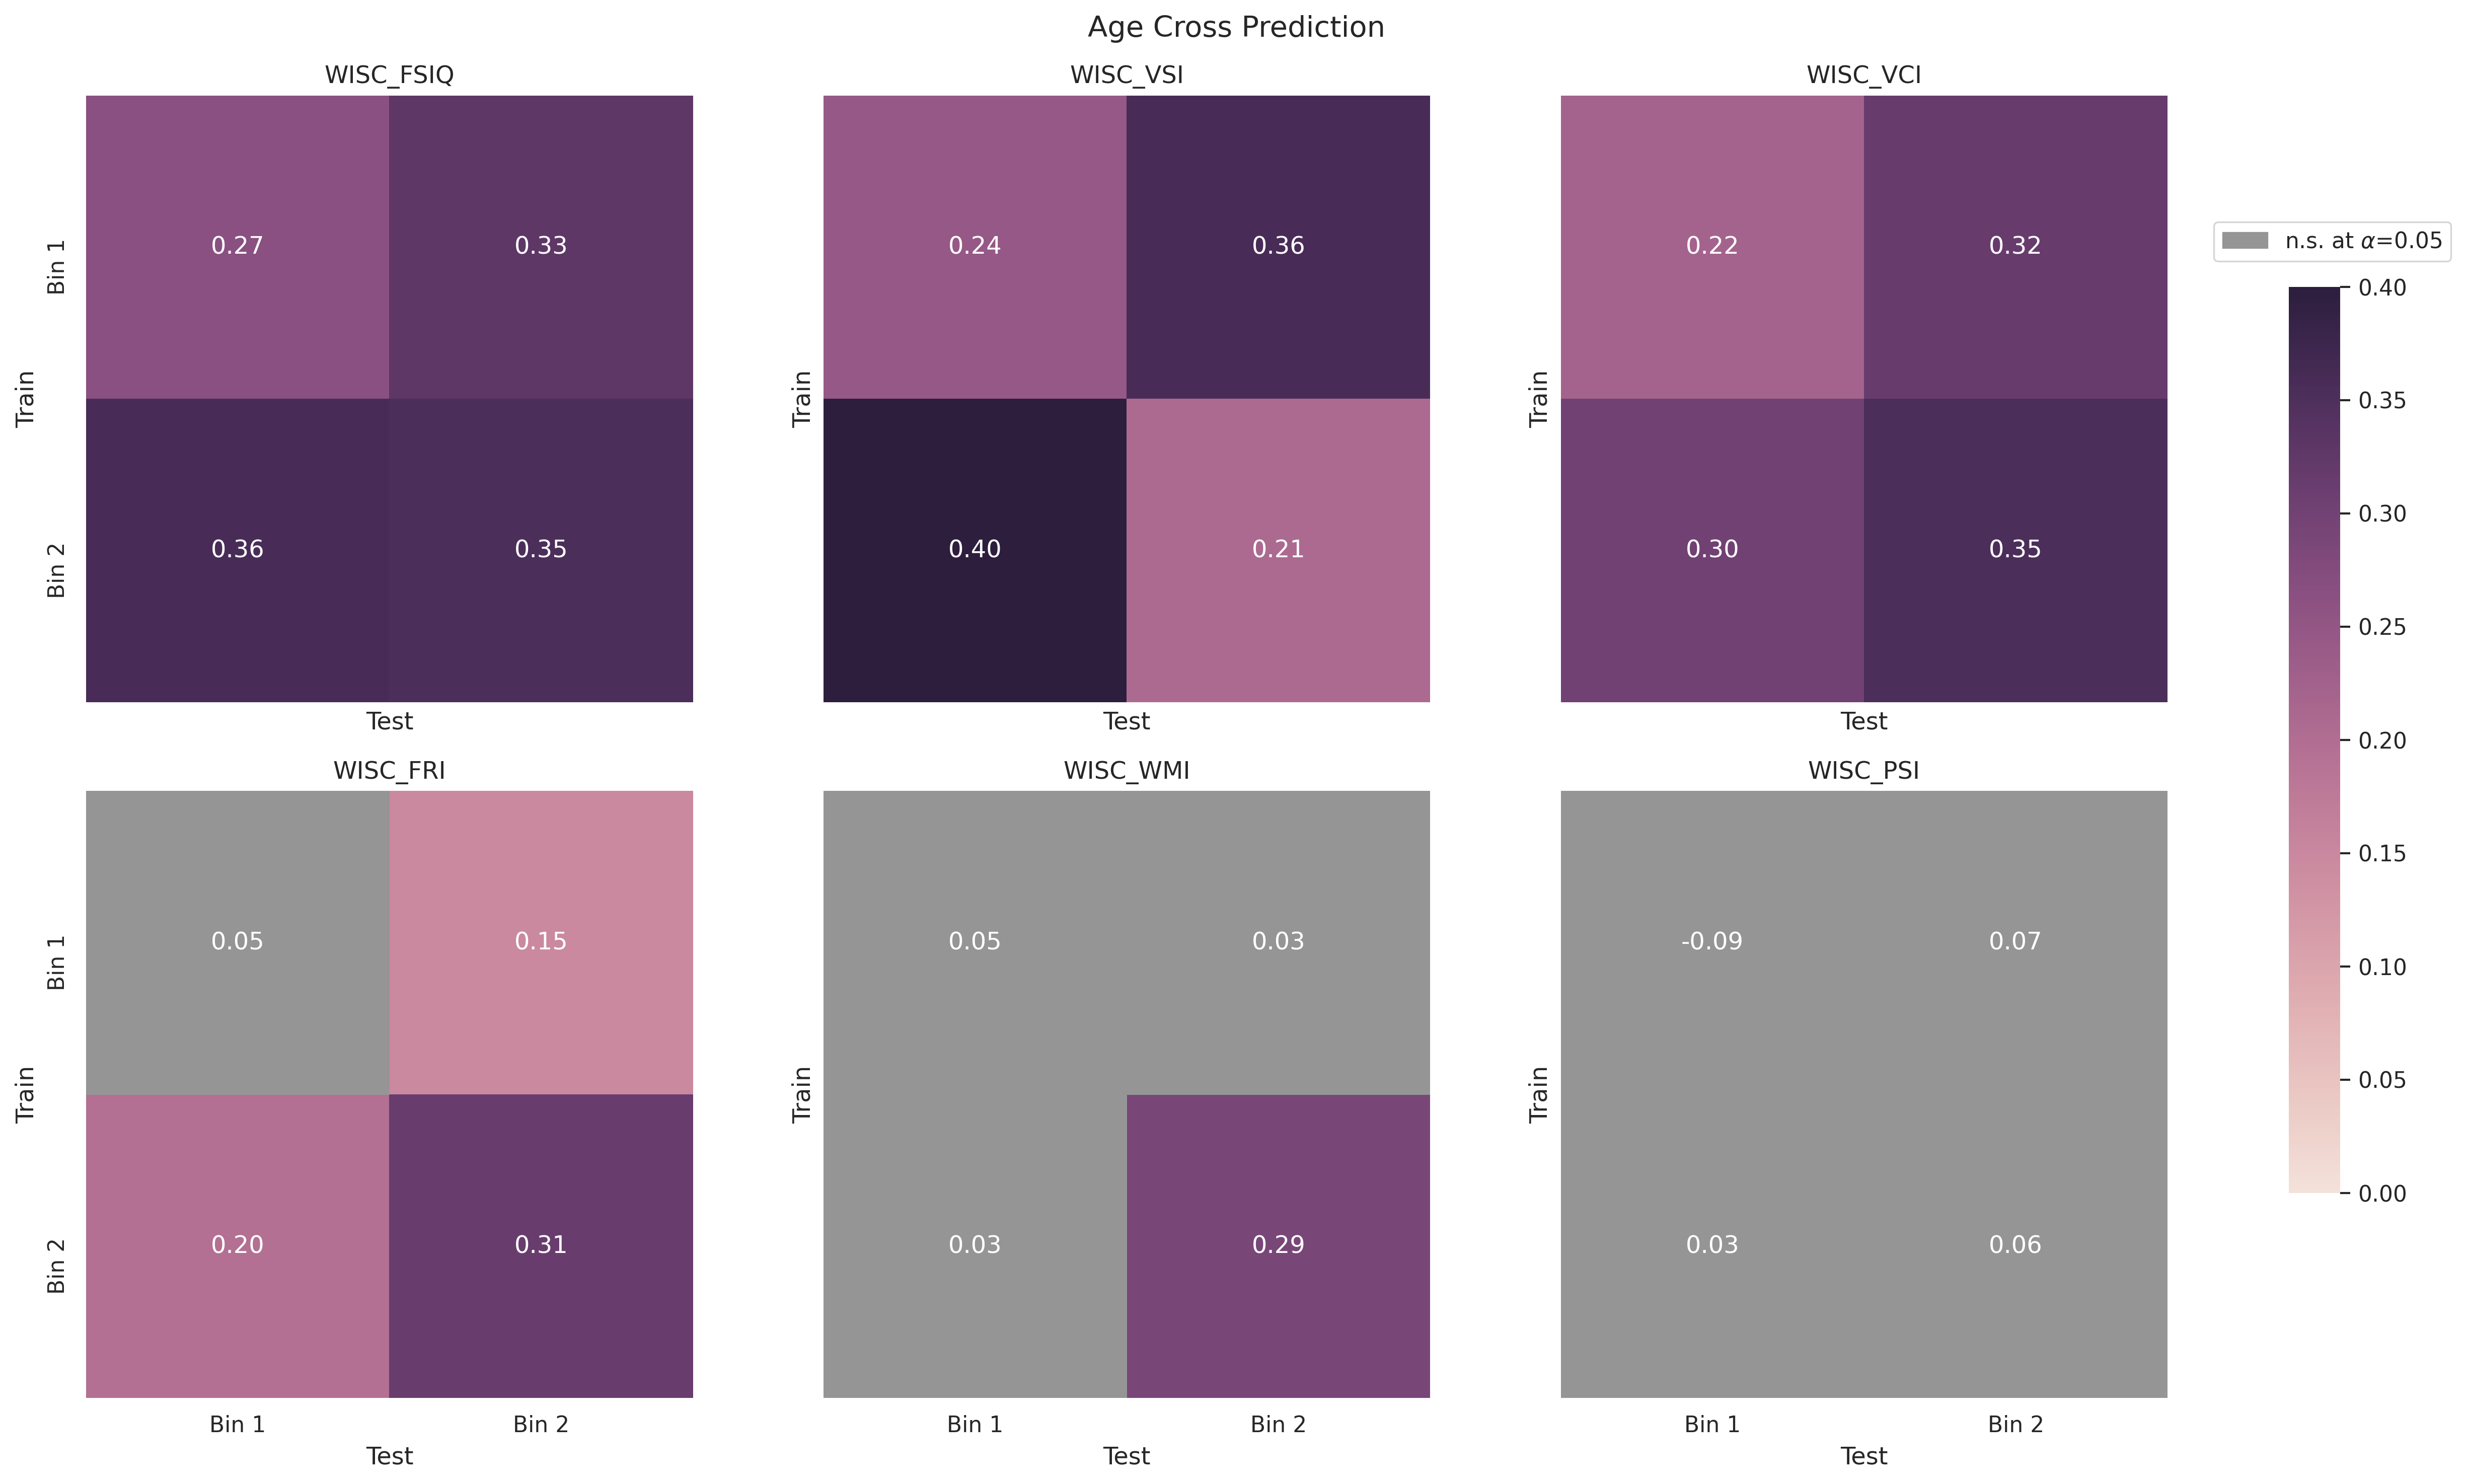 Age Cross Prediction
WISC_FSIQ
WISC_VSI
WISC_VCI
Train
Bin 1
Bin 2
0.27
0.33
0.36
0.35
Test
Train
0.24
0.36
0.40
0.21
Test
Train
0.22
0.32
0.30
0.35
Test
n.s. at α=0.05
0.40
0.35
0.30
0.25
0.20
0.15
0.10
0.05
0.00
WISC_FRI
WISC_WMI
WISC_PSI
Train
Bin 1
Bin 2
0.05
0.15
0.20
0.31
Bin 1
Bin 2
Test
Train
0.05
0.03
0.03
0.29
Bin 1
Bin 2
Test
Train
-0.09
0.07
0.03
0.06
Bin 1
Bin 2
Test